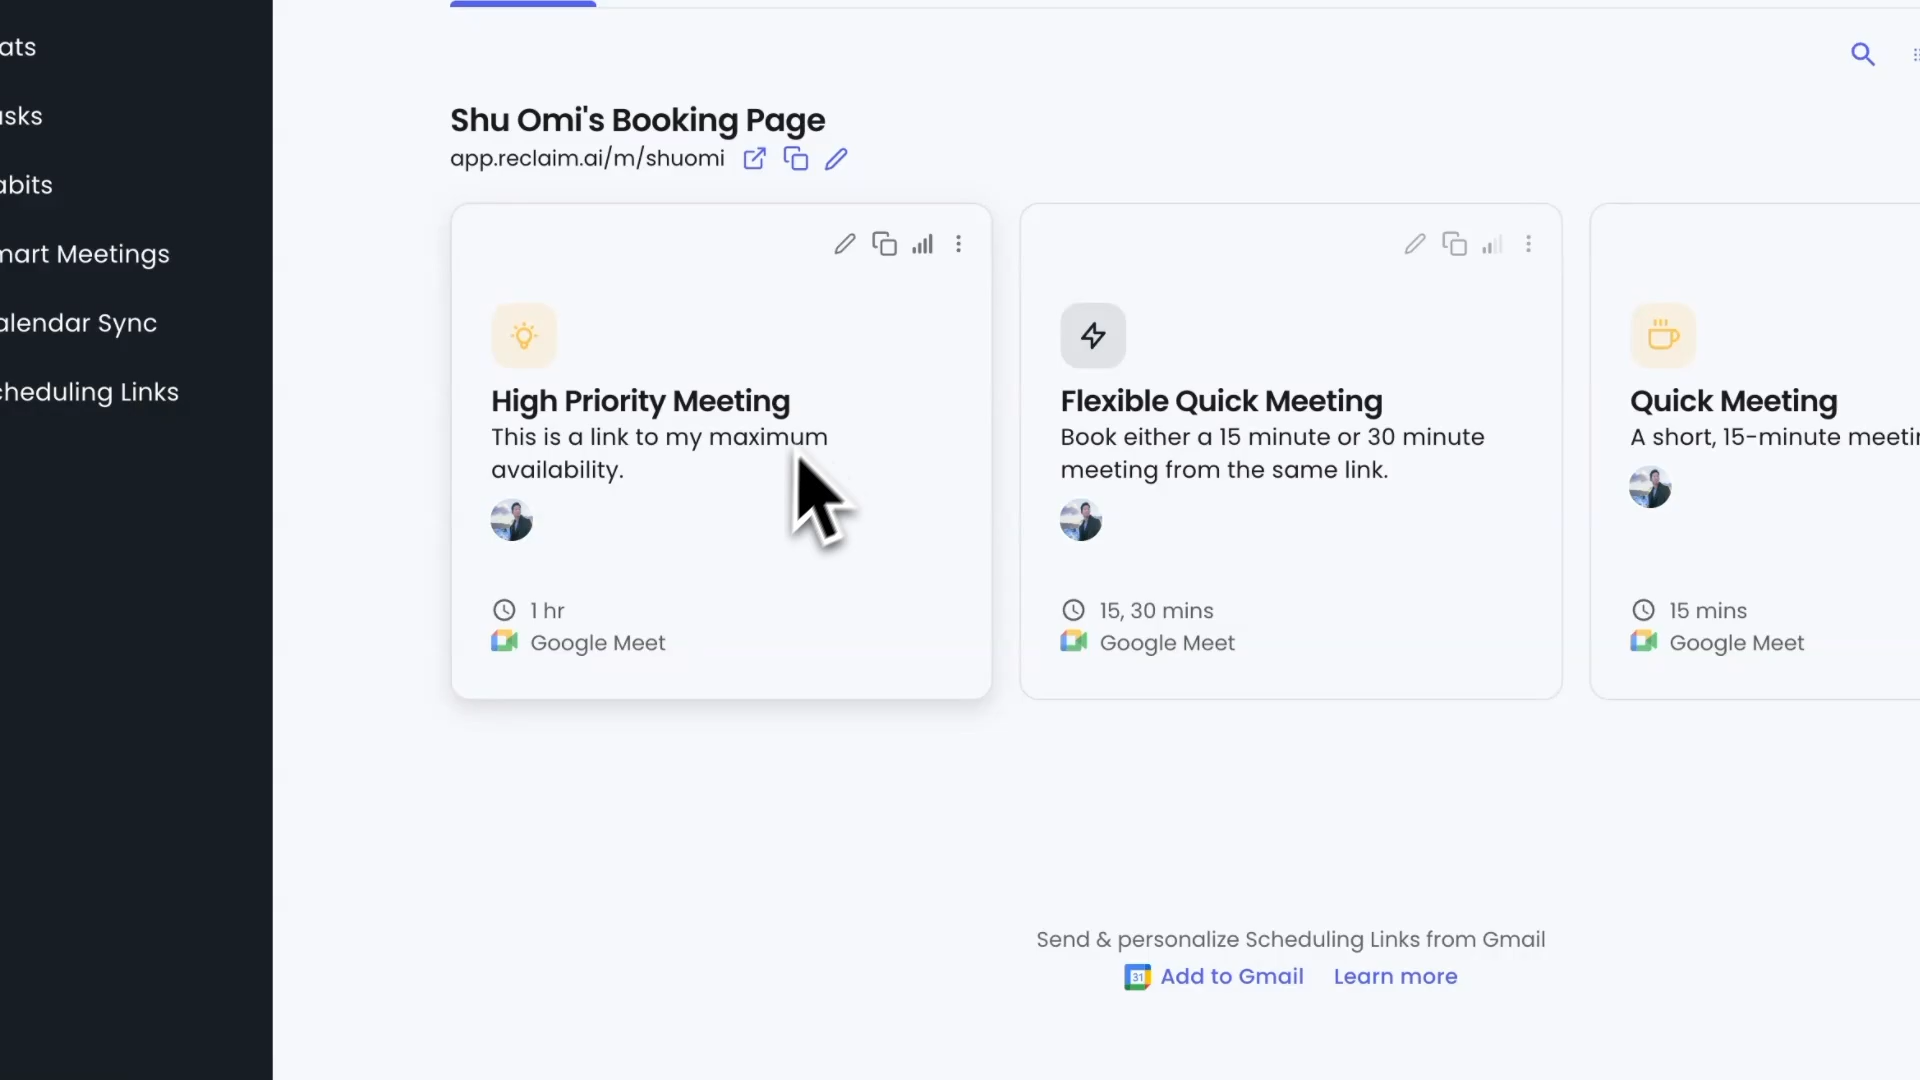 ats
asks
abits
mart Meetings
alendar Sync
cheduling Links
Shu Omi's Booking Page
app.reclaim.ai/m/shuomi
High Priority Meeting
This is a link to my maximum
availability.
1 hr
Google Meet
Flexible Quick Meeting
Book either a 15 minute or 30 minute
meeting from the same link.
15, 30 mins
Google Meet
Quick Meeting
A short, 15-minute meetin
15 mins
Google Meet
Send & personalize Scheduling Links from Gmail
31 Add to Gmail Learn more